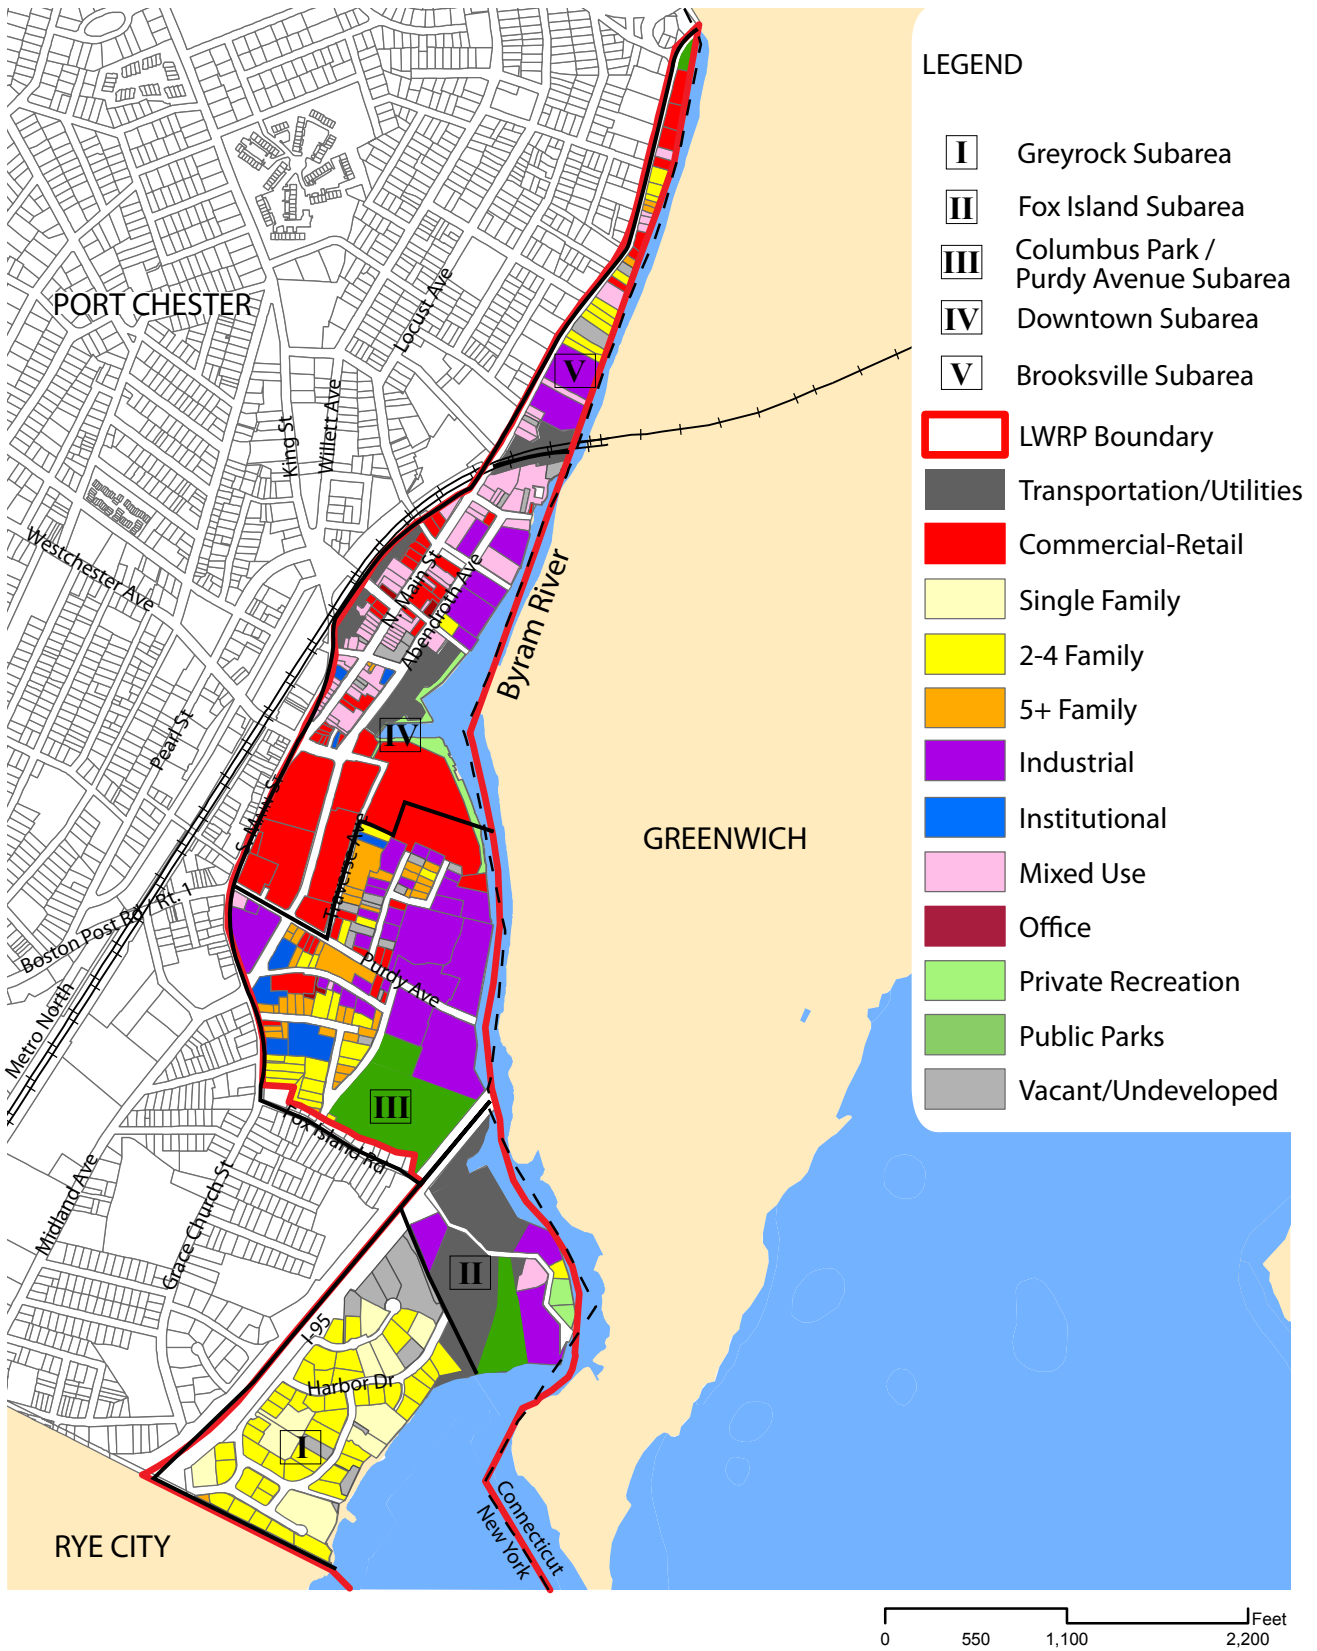 LEGEND
I Greyrock Subarea
II Fox Island Subarea
III Columbus Park /
Purdy Avenue Subarea
IV Downtown Subarea
V Brooksville Subarea
LWRP Boundary
Transportation/Utilities
Commercial-Retail
Single Family
2-4 Family
5+ Family
Industrial
Institutional
Mixed Use
Office
Private Recreation
Public Parks
Vacant/Undeveloped
PORT CHESTER
Locust Ave
King St
Willett Ave
V
Westchester Ave
N. Main St
Abendroth Ave
Byram River
Pearl St
IV
S. Main St
Traverse Ave
GREENWICH
Boston Post Rd / Rt. 1
Purdy Ave
Metro North
III
Fox Island Rd
Midland Ave
Grace Church St
II
I-95
Harbor Dr
I
RYE CITY
Connecticut
New York
Feet
0 550 1,100 2,200